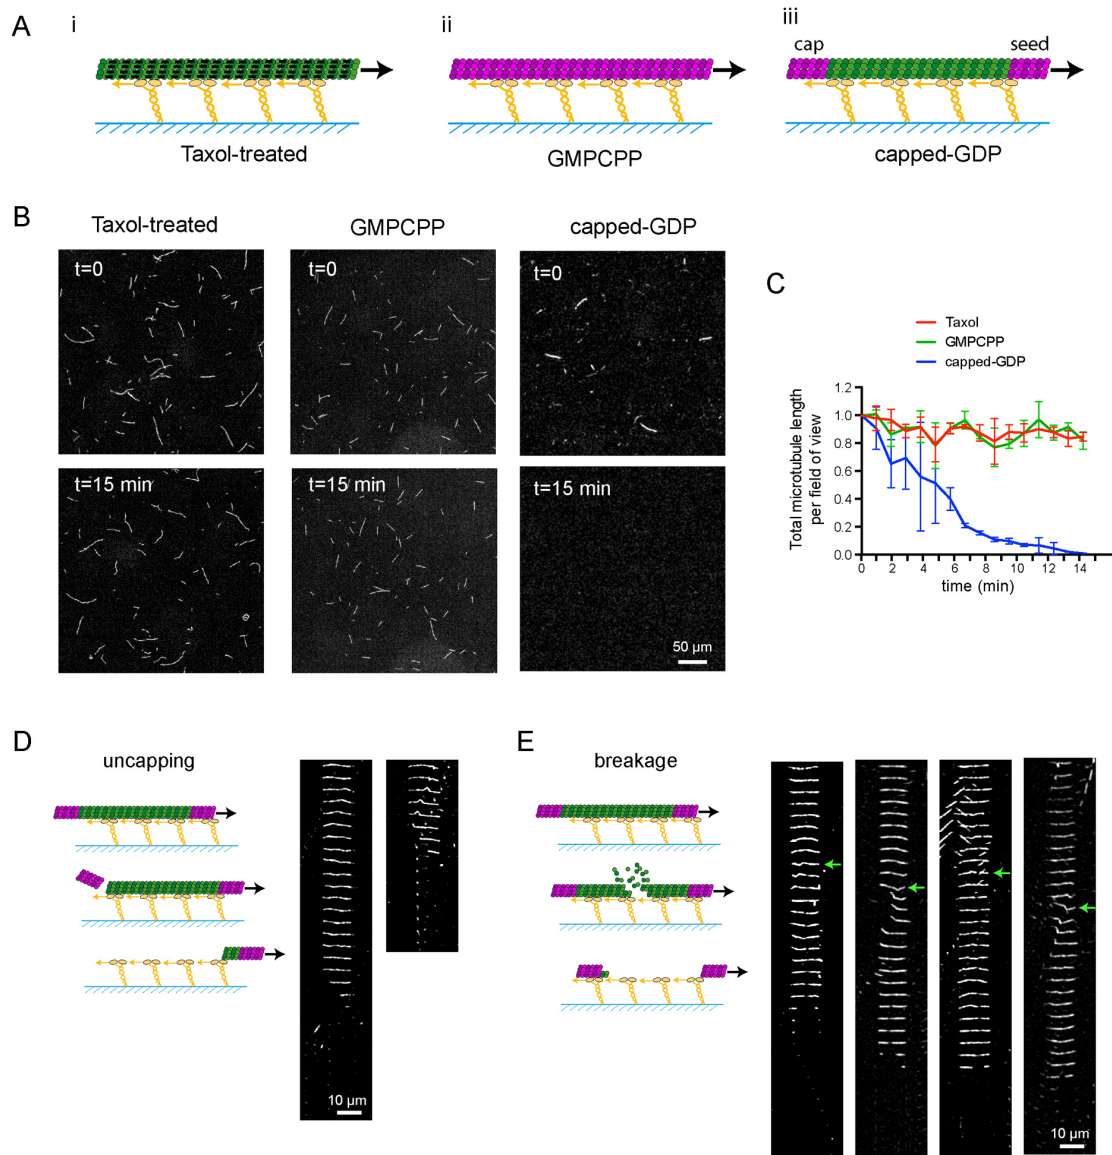 A
i
ii
iii
cap
seed
Taxol-treated
GMPCPP
capped-GDP
B
Taxol-treated
GMPCPP
capped-GDP
t=0
t=0
t=0
t=15 min
t=15 min
t=15 min
50 µm
C
Taxol
GMPCPP
capped-GDP
Total microtubule length
per field of view
1.2
1.0
0.8
0.6
0.4
0.2
0.0
0 2 4 6 8 10 12 14
time (min)
D
uncapping
10 µm
E
breakage
10 µm